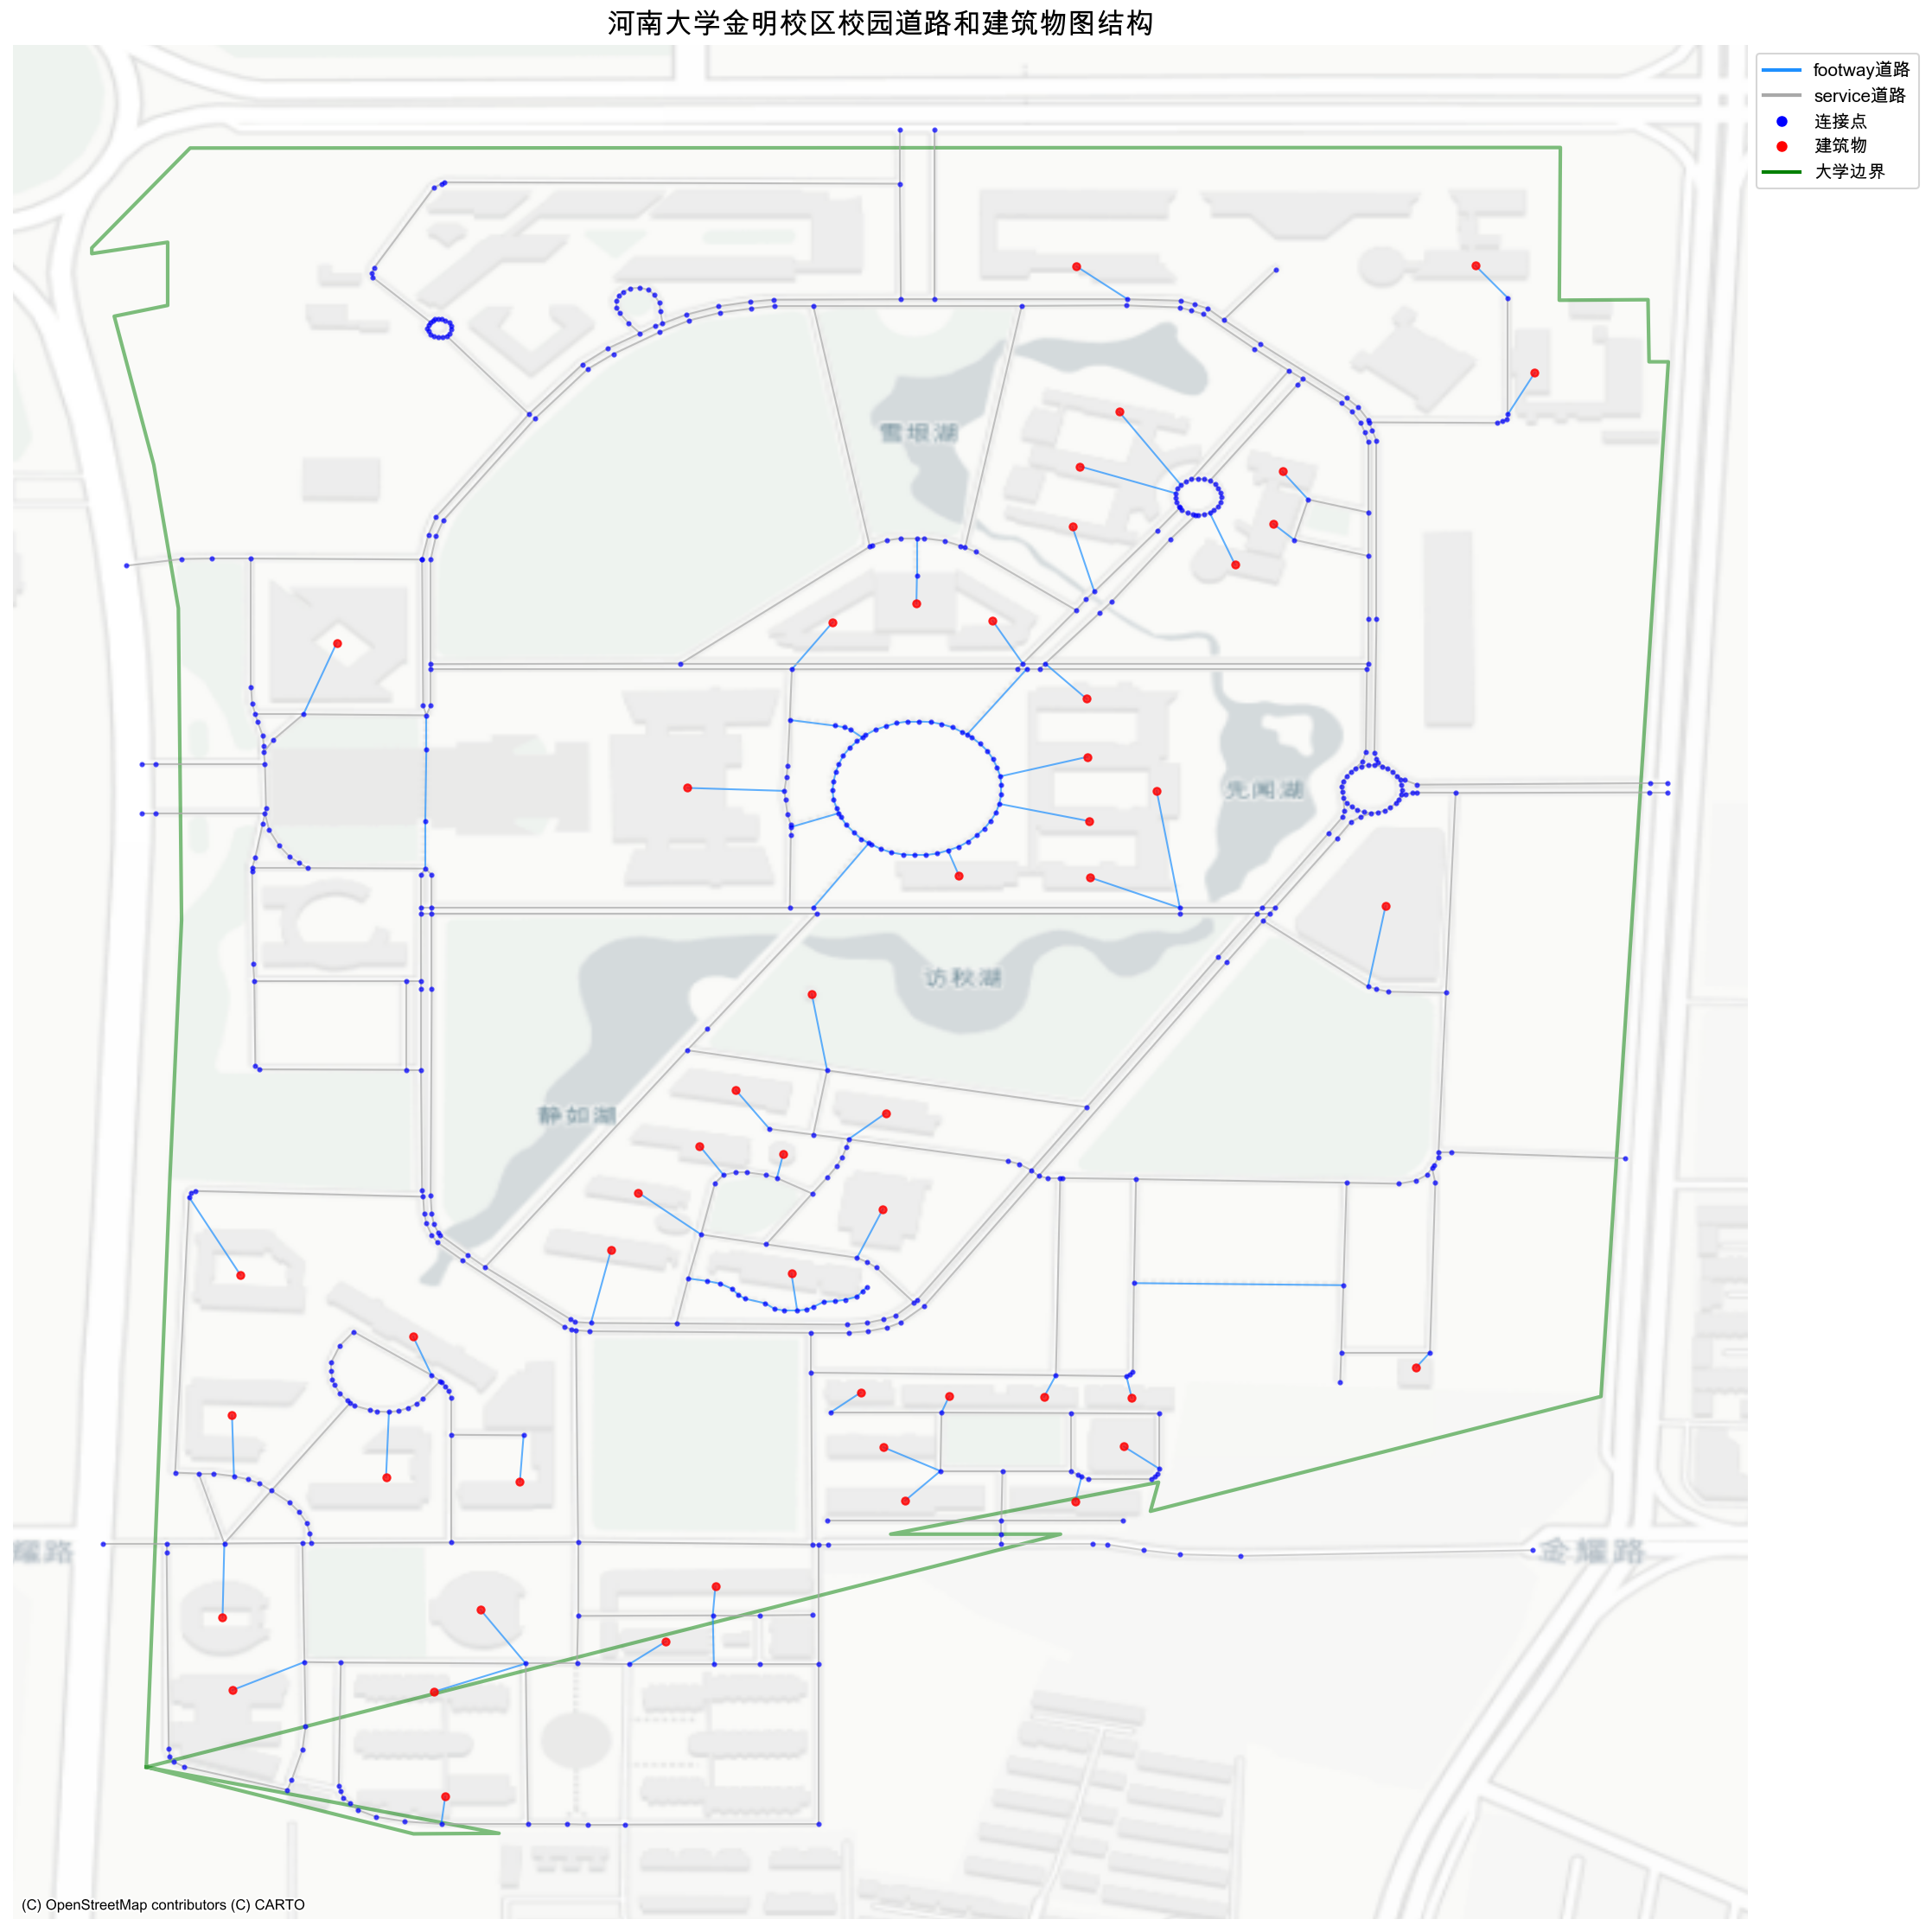 河南大学金明校区校园道路和建筑物图结构
footway道路
service道路
连接点
建筑物
大学边界
雪垠湖
先闻湖
访秋湖
静如湖
耀路
金耀路
(C) OpenStreetMap contributors (C) CARTO